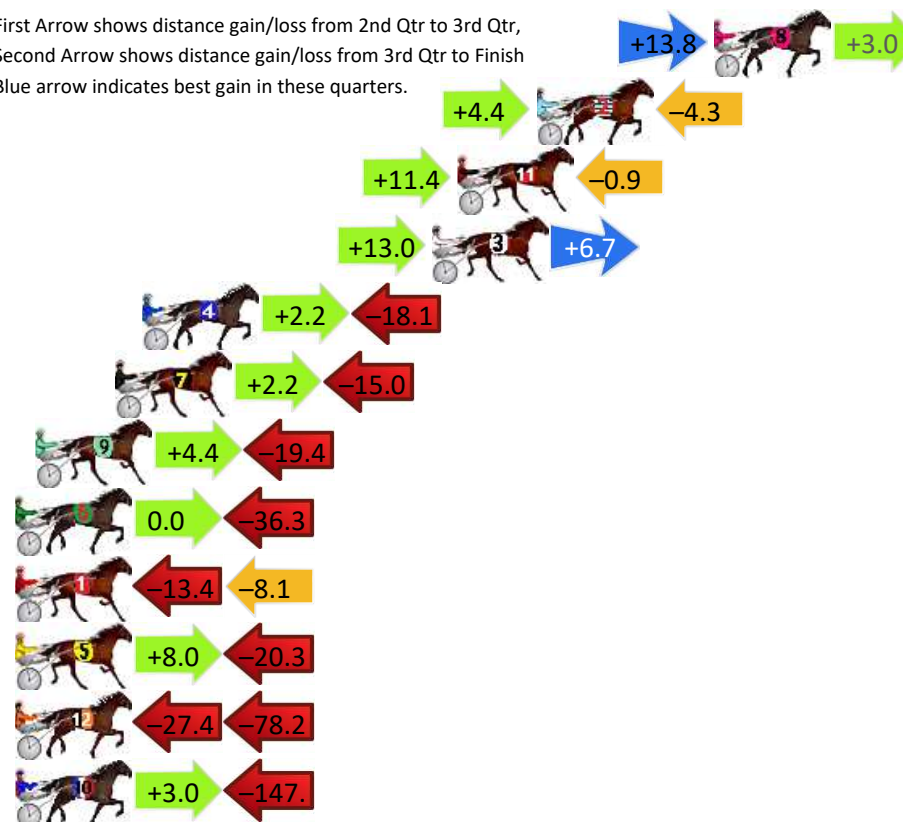 First Arrow shows distance gain/loss from 2nd Qtr to 3rd Qtr,
Second Arrow shows distance gain/loss from 3rd Qtr to Finish
Blue arrow indicates best gain in these quarters.
+13.8 8 +3.0
+4.4 2 −4.3
+11.4 11 −0.9
+13.0 3 +6.7
4 +2.2 −18.1
7 +2.2 −15.0
9 +4.4 −19.4
6 0.0 −36.3
1 −13.4 −8.1
5 +8.0 −20.3
12 −27.4 −78.2
10 +3.0 −147.